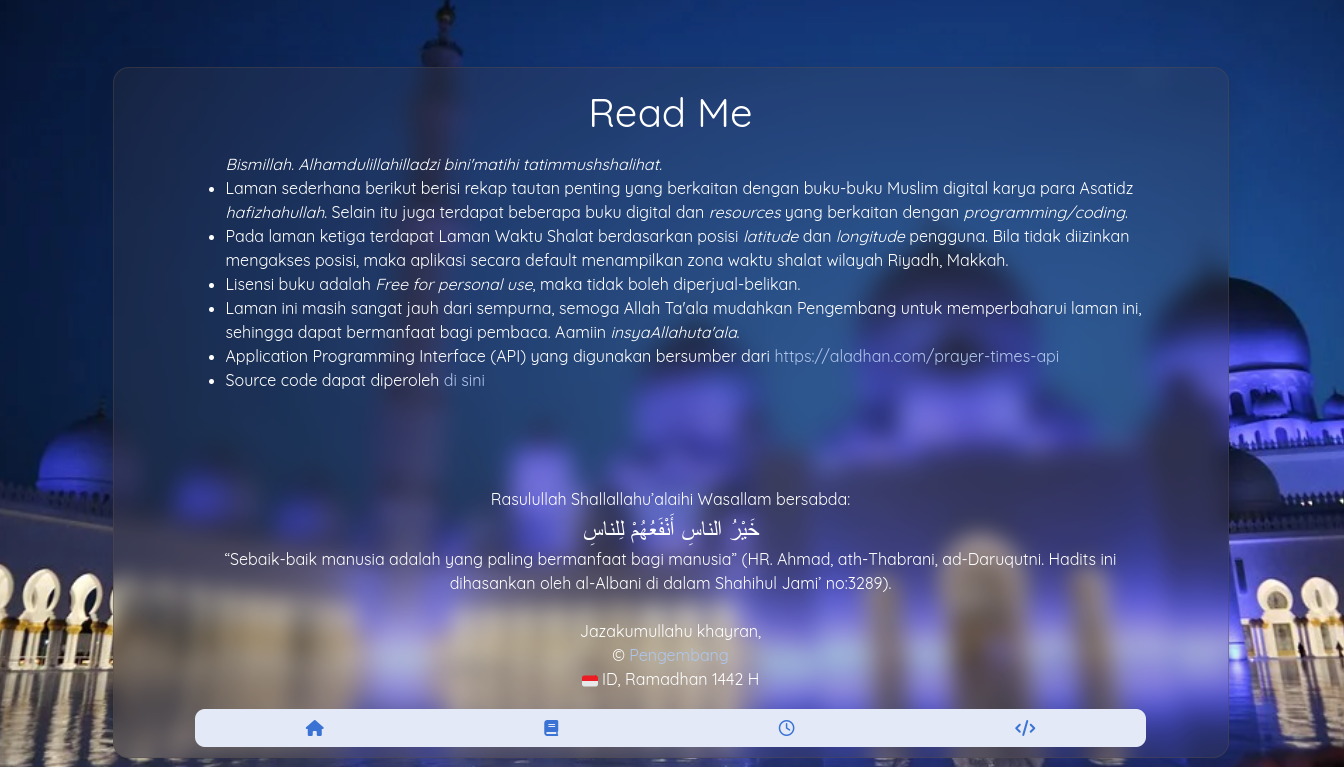 Read Me
Bismillah. Alhamdulillahilladzi bini'matihi tatimmushshalihat.
Laman sederhana berikut berisi rekap tautan penting yang berkaitan dengan buku-buku Muslim digital karya para Asatidz
hafizhahullah. Selain itu juga terdapat beberapa buku digital dan resources yang berkaitan dengan programming/coding.
Pada laman ketiga terdapat Laman Waktu Shalat berdasarkan posisi latitude dan longitude pengguna. Bila tidak diizinkan
mengakses posisi, maka aplikasi secara default menampilkan zona waktu shalat wilayah Riyadh, Makkah.
Lisensi buku adalah Free for personal use, maka tidak boleh diperjual-belikan.
Laman ini masih sangat jauh dari sempurna, semoga Allah Ta'ala mudahkan Pengembang untuk memperbaharui laman ini,
sehingga dapat bermanfaat bagi pembaca. Aamiin insyaAllahuta'ala.
Application Programming Interface (API) yang digunakan bersumber dari https://aladhan.com/prayer-times-api
Source code dapat diperoleh di sini
Rasulullah Shallallahu’alaihi Wasallam bersabda:
خَيْرُ الناسِ أَنْفَعُهُمْ لِلناسِ
“Sebaik-baik manusia adalah yang paling bermanfaat bagi manusia” (HR. Ahmad, ath-Thabrani, ad-Daruqutni. Hadits ini
dihasankan oleh al-Albani di dalam Shahihul Jami’ no:3289).
Jazakumullahu khayran,
© Pengembang
ID, Ramadhan 1442 H